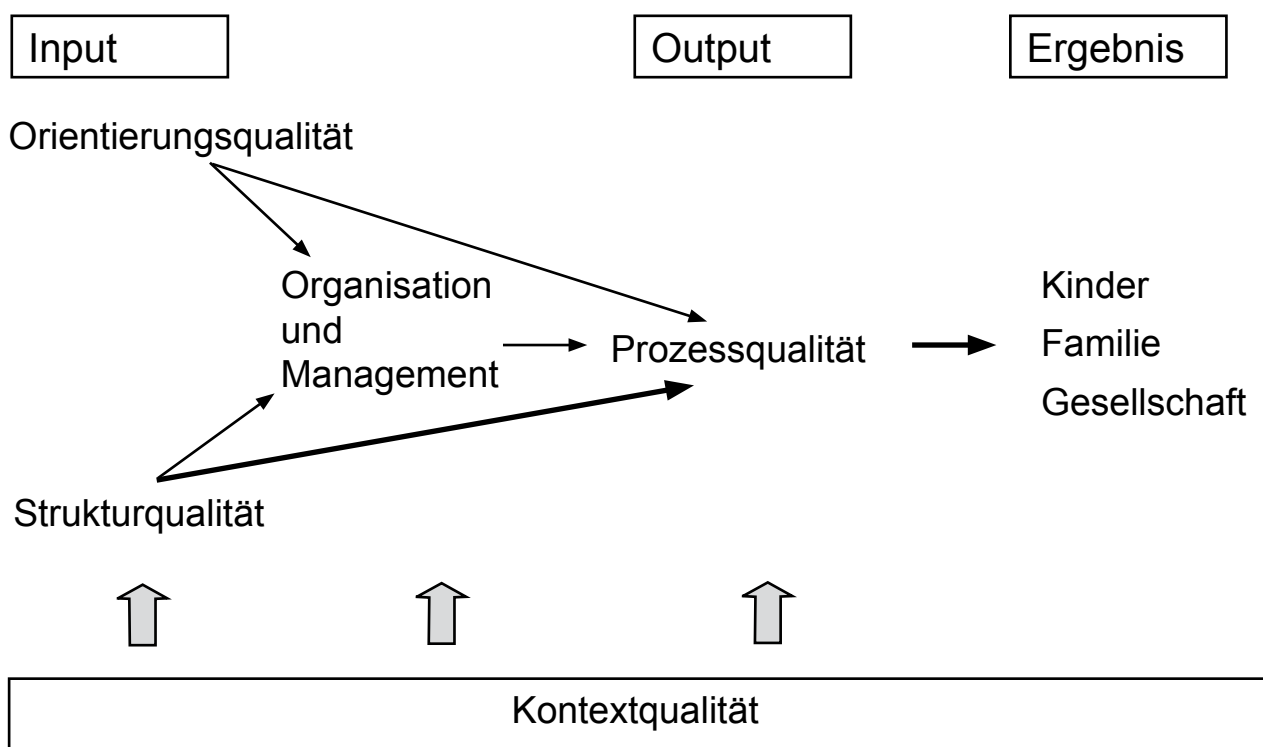 Input
Output
Ergebnis
Orientierungsqualität
Organisation
und
Management
Prozessqualität
Kinder
Familie
Gesellschaft
Strukturqualität
Kontextqualität